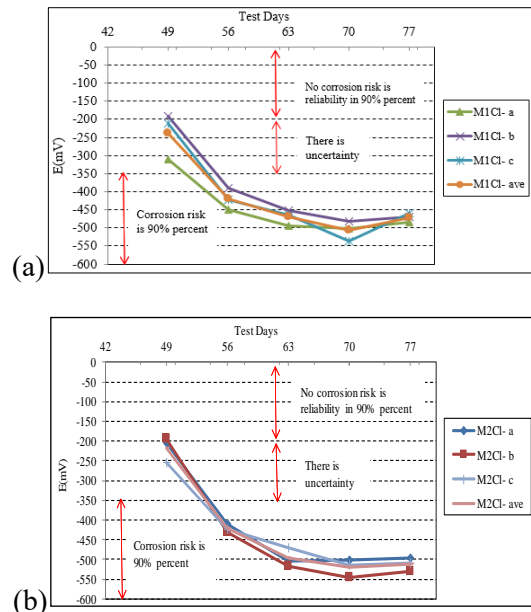 (a)
Test Days
42 49 56 63 70 77
0
-50
-100
-150
-200
-250
-300
-350
-400
-450
-500
-550
-600
E(mV)
No corrosion risk is
reliability in 90% percent
There is
uncertainty
Corrosion risk
is 90% percent
M1Cl- a
M1Cl- b
M1Cl- c
M1Cl- ave
(b)
Test Days
42 49 56 63 70 77
0
-50
-100
-150
-200
-250
-300
-350
-400
-450
-500
-550
-600
E(mV)
No corrosion risk is
reliability in 90% percent
There is
uncertainty
Corrosion risk is
90% percent
M2Cl- a
M2Cl- b
M2Cl- c
M2Cl- ave